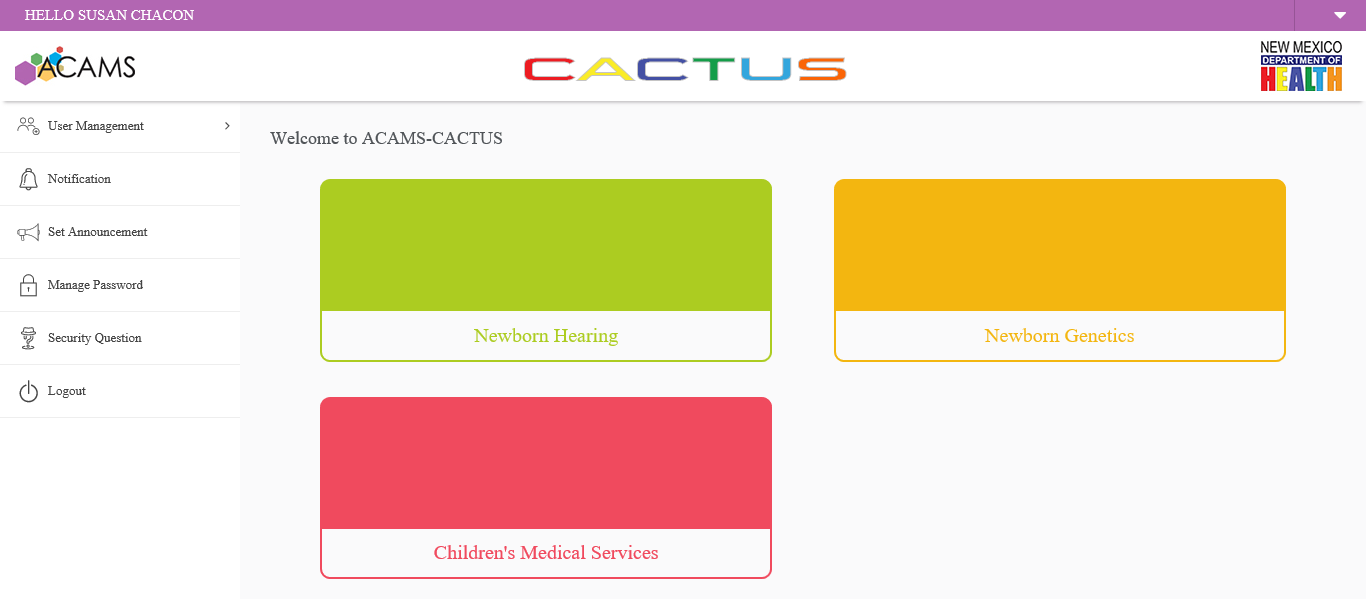 HELLO SUSAN CHACON
ACAMS
CACTUS
NEW MEXICO
DEPARTMENT OF
HEALTH
User Management
Notification
Set Announcement
Manage Password
Security Question
Logout
Welcome to ACAMS-CACTUS
Newborn Hearing
Newborn Genetics
Children's Medical Services